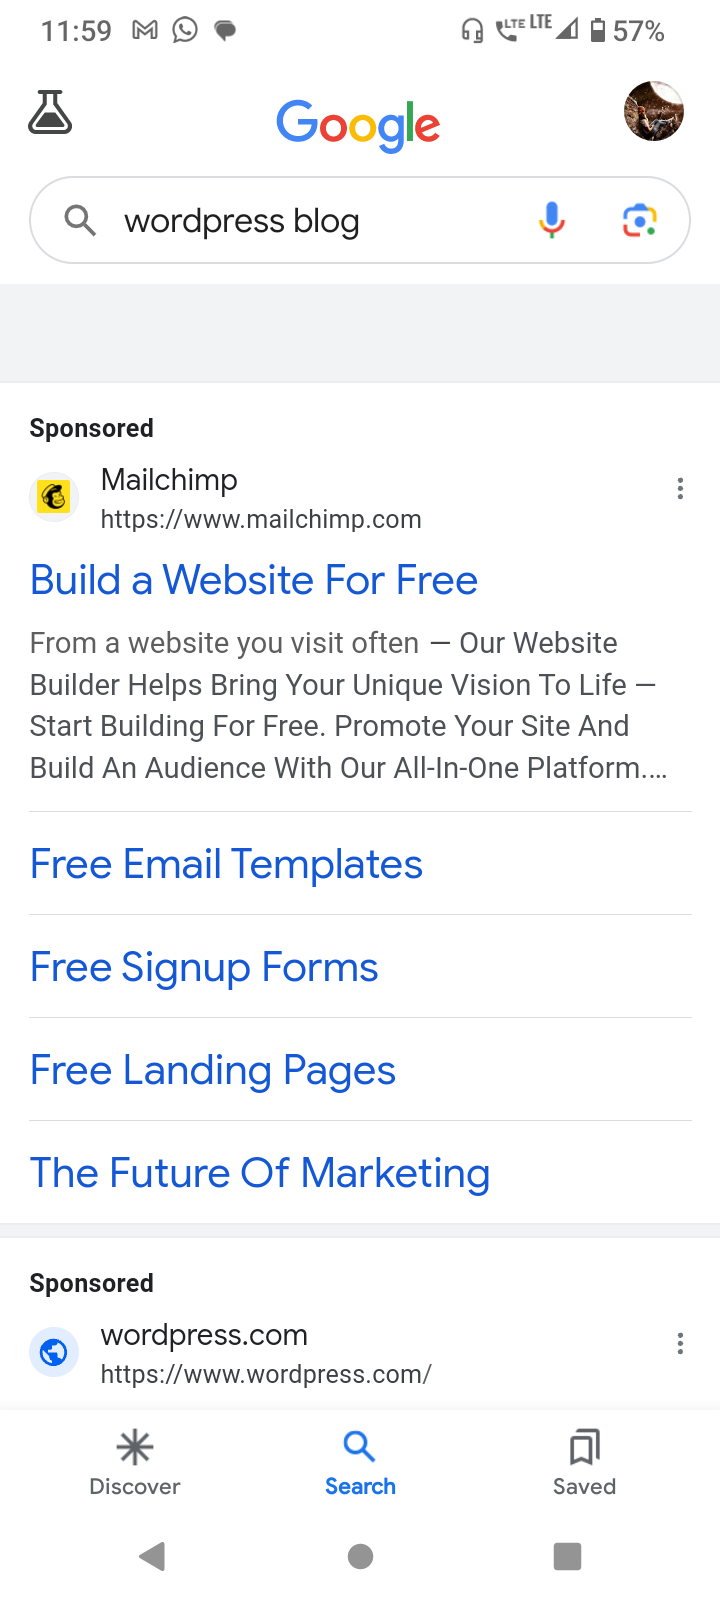 11:59
LTE LTE 57%
Google
wordpress blog
Sponsored
Mailchimp
https://www.mailchimp.com
Build a Website For Free
From a website you visit often — Our Website
Builder Helps Bring Your Unique Vision To Life —
Start Building For Free. Promote Your Site And
Build An Audience With Our All-In-One Platform....
Free Email Templates
Free Signup Forms
Free Landing Pages
The Future Of Marketing
Sponsored
wordpress.com
https://www.wordpress.com/
Discover
Search
Saved